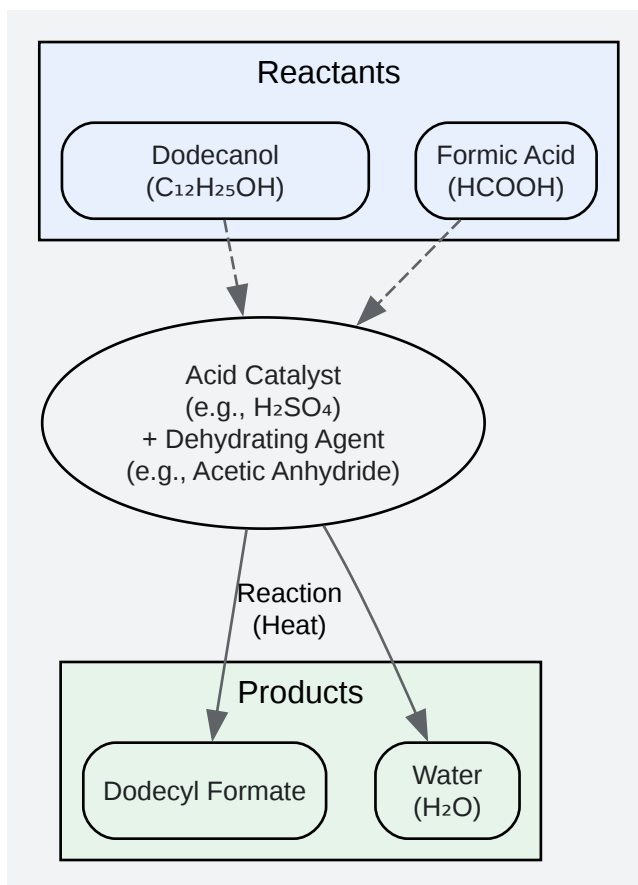 Reactants
Dodecanol
(C₁₂H₂₅OH)
Formic Acid
(HCOOH)
Acid Catalyst
(e.g., H₂SO₄)
+ Dehydrating Agent
(e.g., Acetic Anhydride)
Reaction
(Heat)
Products
Dodecyl Formate
Water
(H₂O)